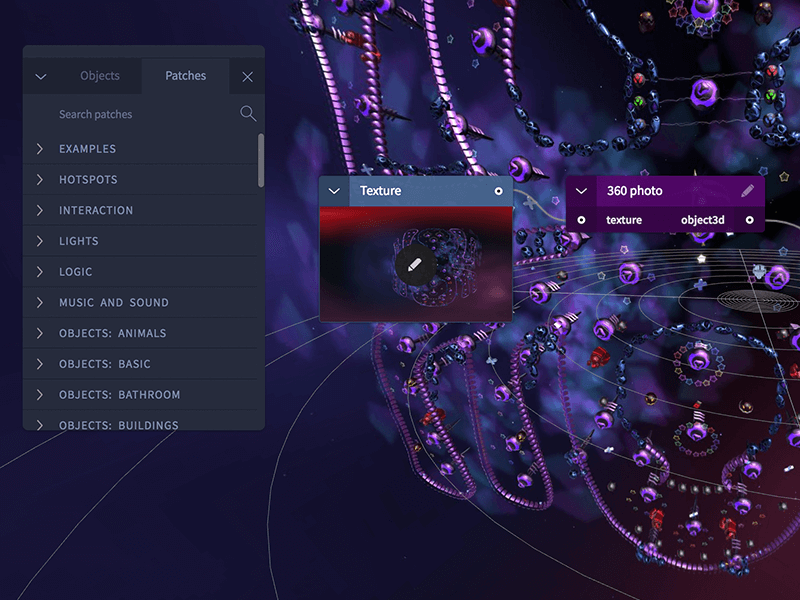 Objects
Patches
Search patches
EXAMPLES
HOTSPOTS
INTERACTION
LIGHTS
LOGIC
MUSIC AND SOUND
OBJECTS: ANIMALS
OBJECTS: BASIC
OBJECTS: BATHROOM
OBJECTS: BUILDINGS
Texture
360 photo
texture object3d